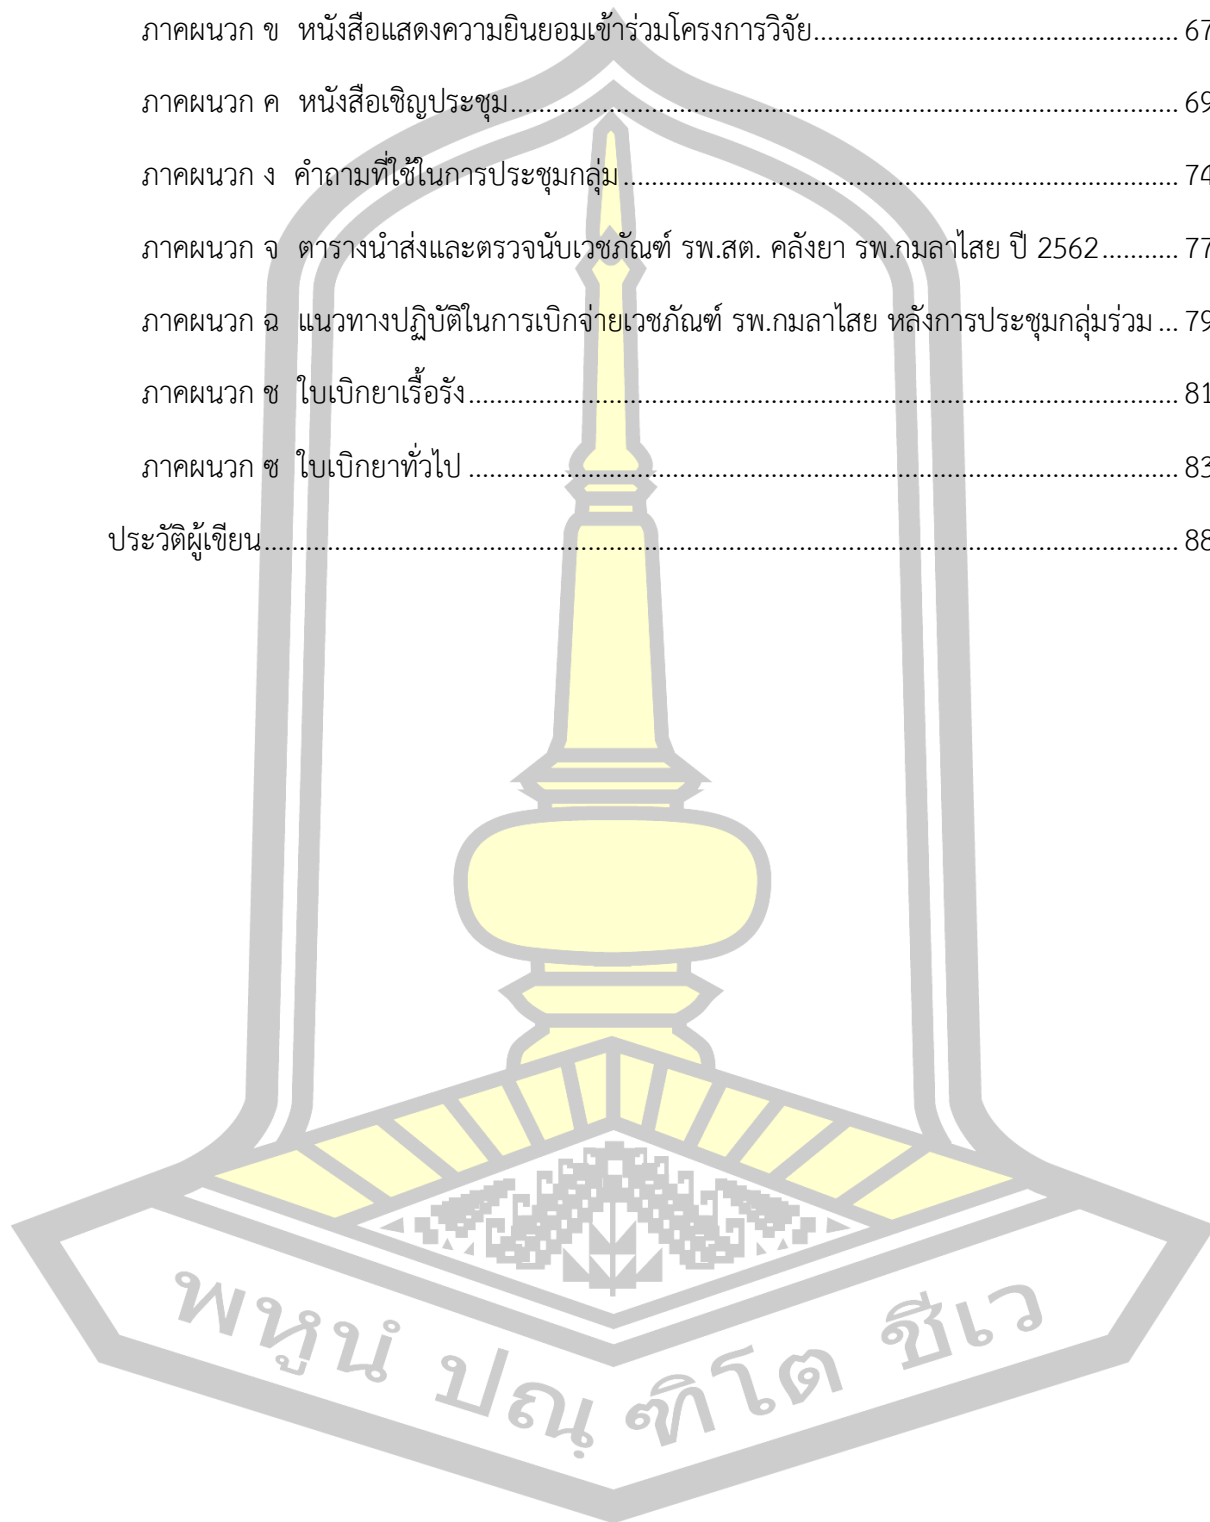 ภาคผนวก ข  หนังสือแสดงความยินยอมเข้าร่วมโครงการวิจัย............................................... 67
ภาคผนวก ค  หนังสือเชิญประชุม...................................................................................... 69
ภาคผนวก ง  คำถามที่ใช้ในการประชุมกลุ่ม ....................................................................... 74
ภาคผนวก จ  ตารางนำส่งและตรวจนับเวชภัณฑ์ รพ.สต. คลังยา รพ.กมลาไสย ปี 2562........... 77
ภาคผนวก ฉ  แนวทางปฏิบัติในการเบิกจ่ายเวชภัณฑ์ รพ.กมลาไสย หลังการประชุมกลุ่มร่วม ... 79
ภาคผนวก ช  ใบเบิกยาเรื้อรัง........................................................................................... 81
ภาคผนวก ซ  ใบเบิกยาทั่วไป ........................................................................................... 83
ประวัติผู้เขียน..................................................................................................................... 88
พหูนํ ปณฺฑิโต ชีเว